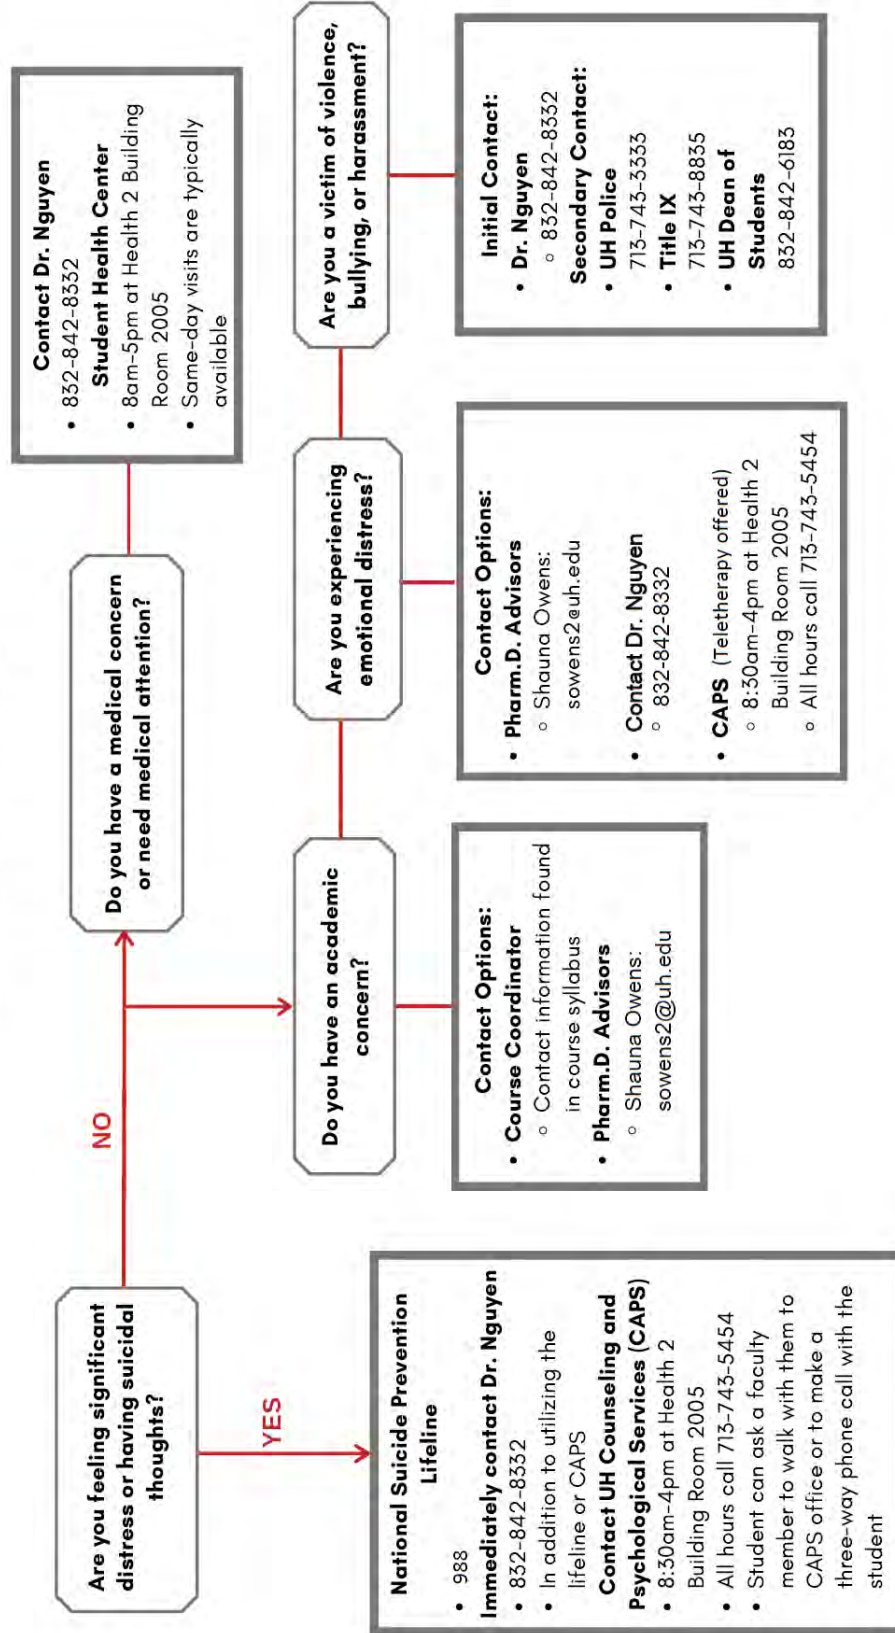 Are you feeling significant
distress or having suicidal
thoughts?
YES
NO
National Suicide Prevention
Lifeline
• 988
Immediately contact Dr. Nguyen
• 832-842-8332
• In addition to utilizing the
lifeline or CAPS
Contact UH Counseling and
Psychological Services (CAPS)
• 8:30am-4pm at Health 2
Building Room 2005
• All hours call 713-743-5454
• Student can ask a faculty
member to walk with them to
CAPS office or to make a
three-way phone call with the
student
Do you have a medical concern
or need medical attention?
Contact Dr. Nguyen
• 832-842-8332
Student Health Center
• 8am-5pm at Health 2 Building
Room 2005
• Same-day visits are typically
available
Do you have an academic
concern?
Contact Options:
• Course Coordinator
○ Contact information found
in course syllabus
• Pharm.D. Advisors
○ Shauna Owens:
sowens2@uh.edu
Are you experiencing
emotional distress?
Contact Options:
• Pharm.D. Advisors
○ Shauna Owens:
sowens2@uh.edu
• Contact Dr. Nguyen
○ 832-842-8332
• CAPS (Teletherapy offered)
○ 8:30am-4pm at Health 2
Building Room 2005
○ All hours call 713-743-5454
Are you a victim of violence,
bullying, or harassment?
Initial Contact:
• Dr. Nguyen
○ 832-842-8332
Secondary Contact:
• UH Police
713-743-3333
• Title IX
713-743-8835
• UH Dean of
Students
832-842-6183